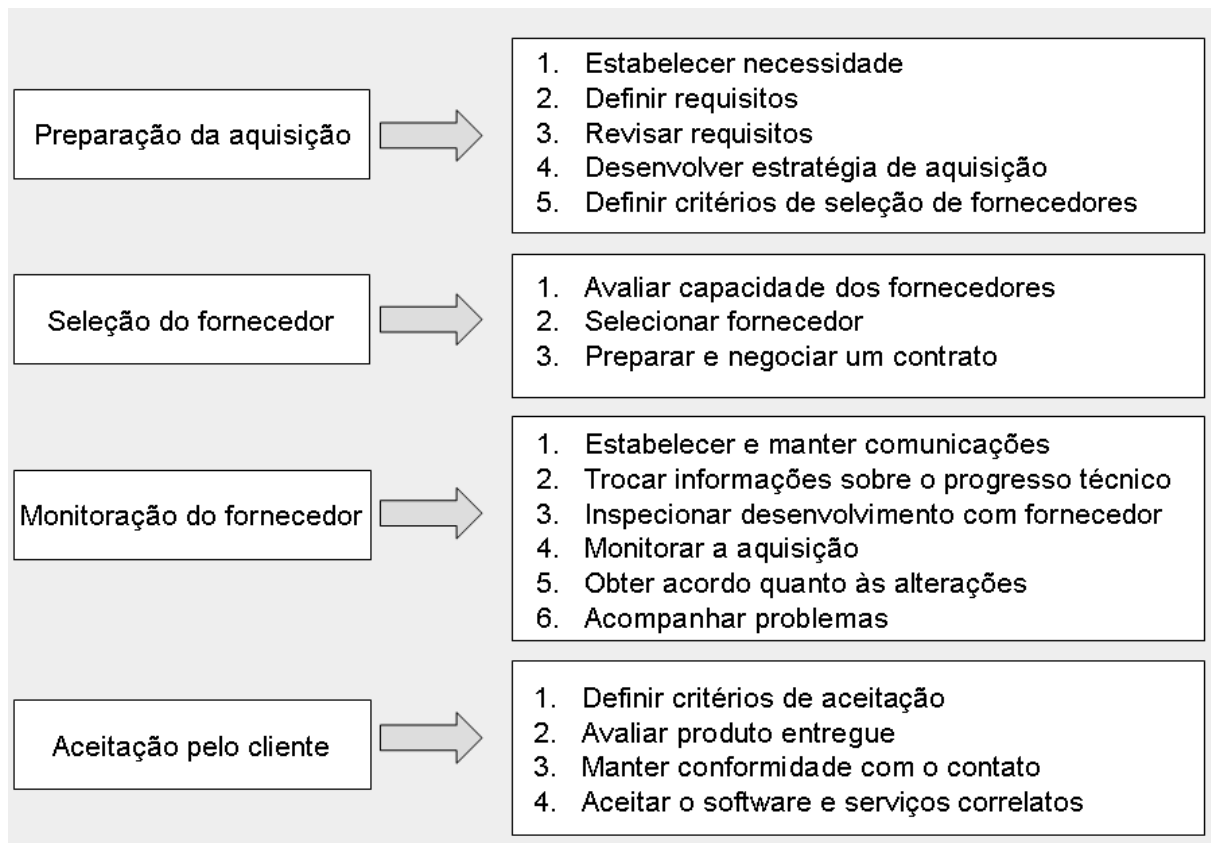 Preparação da aquisição
1. Estabelecer necessidade
2. Definir requisitos
3. Revisar requisitos
4. Desenvolver estratégia de aquisição
5. Definir critérios de seleção de fornecedores
Seleção do fornecedor
1. Avaliar capacidade dos fornecedores
2. Selecionar fornecedor
3. Preparar e negociar um contrato
Monitoração do fornecedor
1. Estabelecer e manter comunicações
2. Trocar informações sobre o progresso técnico
3. Inspecionar desenvolvimento com fornecedor
4. Monitorar a aquisição
5. Obter acordo quanto às alterações
6. Acompanhar problemas
Aceitação pelo cliente
1. Definir critérios de aceitação
2. Avaliar produto entregue
3. Manter conformidade com o contato
4. Aceitar o software e serviços correlatos